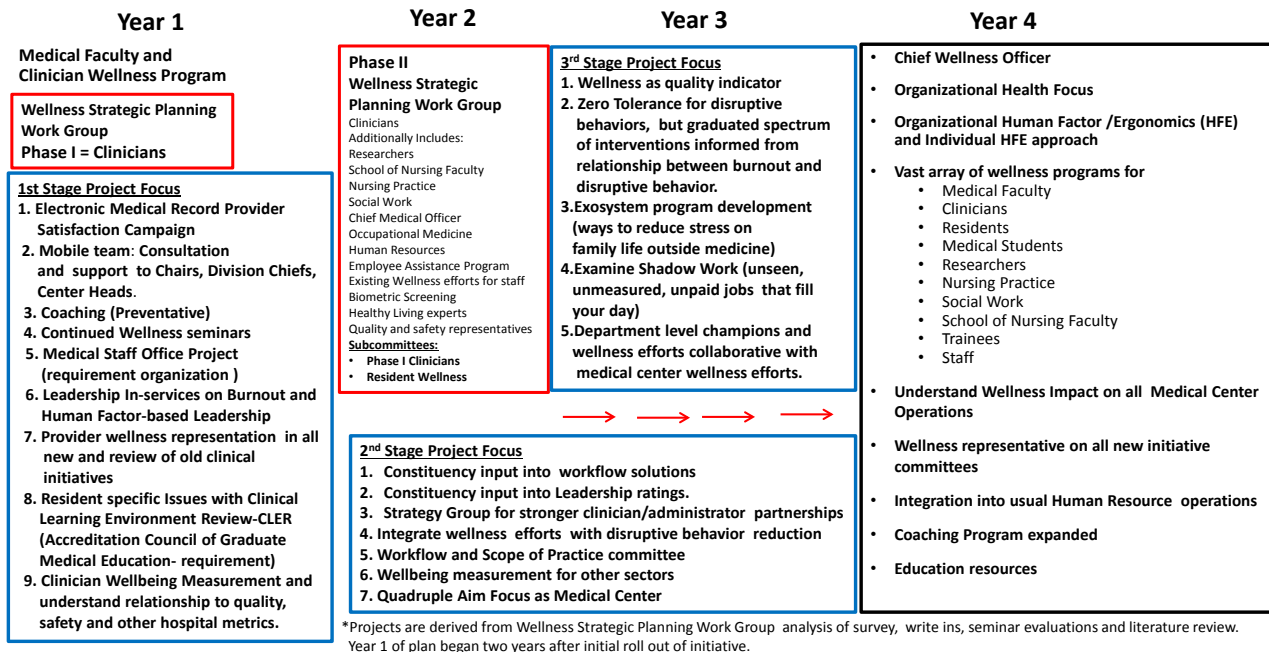 Year 1
Medical Faculty and
Clinician Wellness Program
Wellness Strategic Planning
Work Group
Phase I = Clinicians
1st Stage Project Focus
1. Electronic Medical Record Provider
Satisfaction Campaign
2. Mobile team: Consultation
and support to Chairs, Division Chiefs,
Center Heads.
3. Coaching (Preventative)
4. Continued Wellness seminars
5. Medical Staff Office Project
(requirement organization )
6. Leadership In-services on Burnout and
Human Factor-based Leadership
7. Provider wellness representation in all
new and review of old clinical
initiatives
8. Resident specific Issues with Clinical
Learning Environment Review-CLER
(Accreditation Council of Graduate
Medical Education- requirement)
9. Clinician Wellbeing Measurement and
understand relationship to quality,
safety and other hospital metrics.
Year 2
Phase II
Wellness Strategic
Planning Work Group
Clinicians
Additionally Includes:
Researchers
School of Nursing Faculty
Nursing Practice
Social Work
Chief Medical Officer
Occupational Medicine
Human Resources
Employee Assistance Program
Existing Wellness efforts for staff
Biometric Screening
Healthy Living experts
Quality and safety representatives
Subcommittees:
• Phase I Clinicians
• Resident Wellness
Year 3
3rd Stage Project Focus
1. Wellness as quality indicator
2. Zero Tolerance for disruptive
behaviors, but graduated spectrum
of interventions informed from
relationship between burnout and
disruptive behavior.
3.Exosystem program development
(ways to reduce stress on
family life outside medicine)
4.Examine Shadow Work (unseen,
unmeasured, unpaid jobs that fill
your day)
5.Department level champions and
wellness efforts collaborative with
medical center wellness efforts.
2nd Stage Project Focus
1. Constituency input into workflow solutions
2. Constituency input into Leadership ratings.
3. Strategy Group for stronger clinician/administrator partnerships
4. Integrate wellness efforts with disruptive behavior reduction
5. Workflow and Scope of Practice committee
6. Wellbeing measurement for other sectors
7. Quadruple Aim Focus as Medical Center
Year 4
• Chief Wellness Officer
• Organizational Health Focus
• Organizational Human Factor /Ergonomics (HFE)
and Individual HFE approach
• Vast array of wellness programs for
• Medical Faculty
• Clinicians
• Residents
• Medical Students
• Researchers
• Nursing Practice
• Social Work
• School of Nursing Faculty
• Trainees
• Staff
• Understand Wellness Impact on all Medical Center
Operations
• Wellness representative on all new initiative
committees
• Integration into usual Human Resource operations
• Coaching Program expanded
• Education resources
*Projects are derived from Wellness Strategic Planning Work Group analysis of survey, write ins, seminar evaluations and literature review.
Year 1 of plan began two years after initial roll out of initiative.